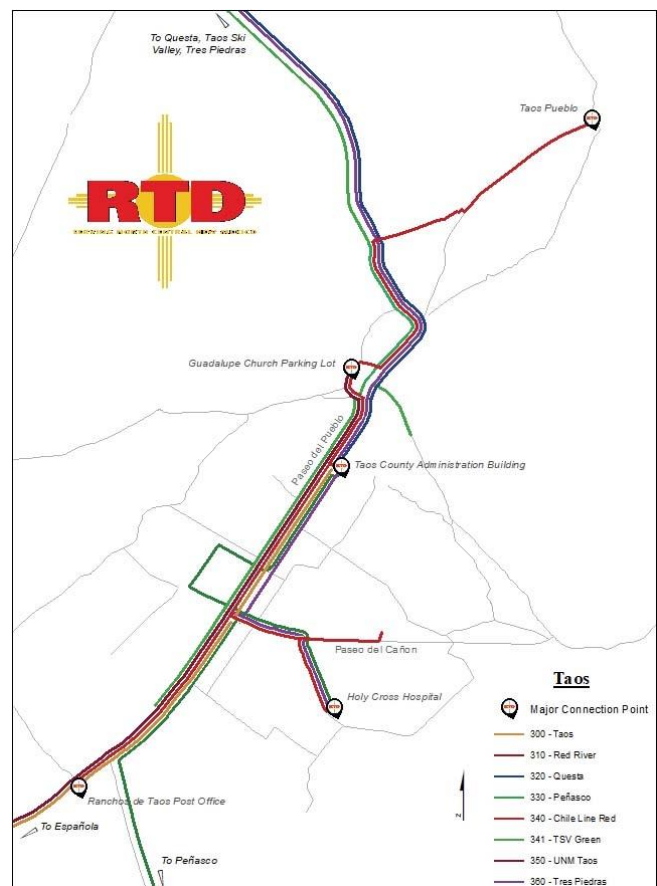 To Questa, Taos Ski
Valley, Tres Piedras
Taos Pueblo
RTD
Guadalupe Church Parking Lot
Paseo del Pueblo
Taos County Administration Building
Paseo del Cañon
Holy Cross Hospital
Ranchos de Taos Post Office
To Española
To Peñasco
Taos
Major Connection Point
300 - Taos
310 - Red River
320 - Questa
330 - Peñasco
340 - Chile Line Red
341 - TSV Green
350 - UNM Taos
360 - Tres Piedras